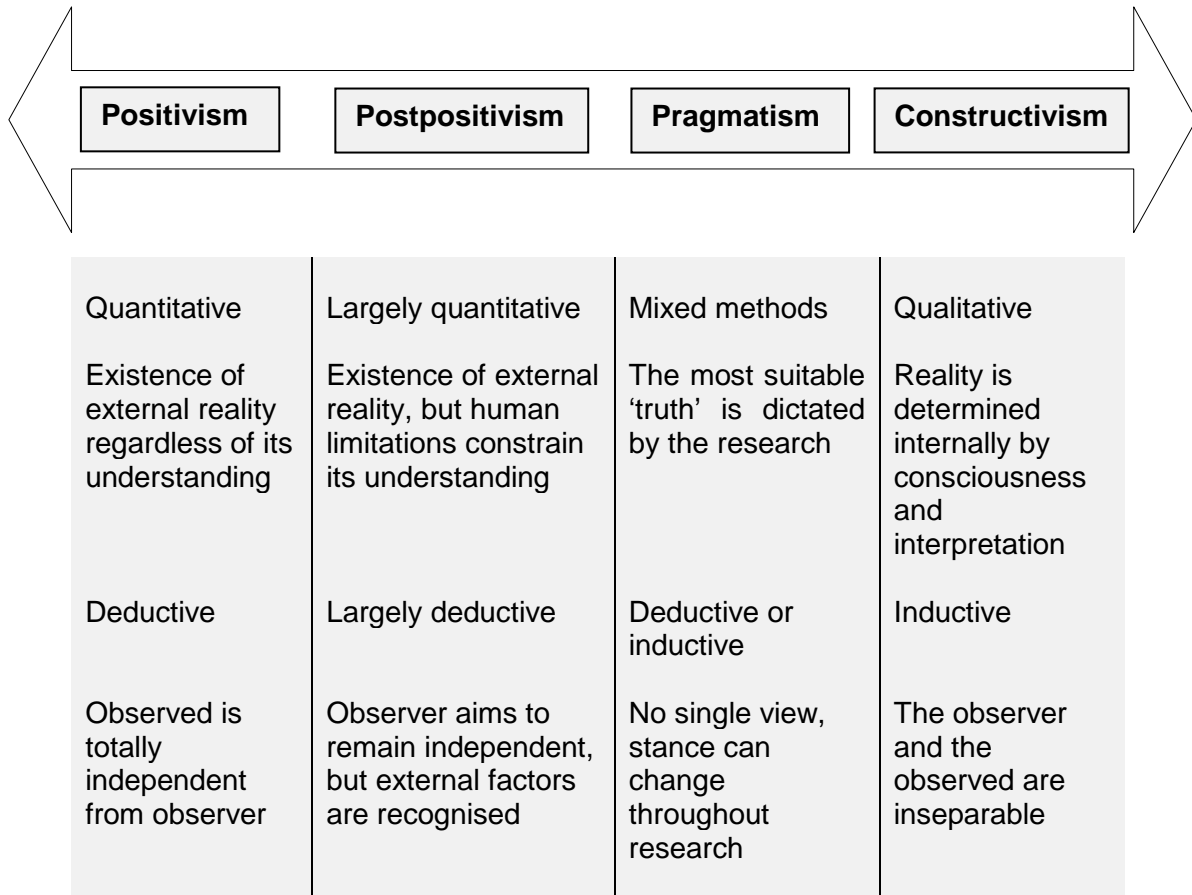 Positivism
Postpositivism
Pragmatism
Constructivism
Quantitative
Largely quantitative
Mixed methods
Qualitative
Existence of
external reality
regardless of its
understanding
Existence of external
reality, but human
limitations constrain
its understanding
The most suitable
‘truth’ is dictated
by the research
Reality is
determined
internally by
consciousness
and
interpretation
Deductive
Largely deductive
Deductive or
inductive
Inductive
Observed is
totally
independent
from observer
Observer aims to
remain independent,
but external factors
are recognised
No single view,
stance can
change
throughout
research
The observer
and the
observed are
inseparable